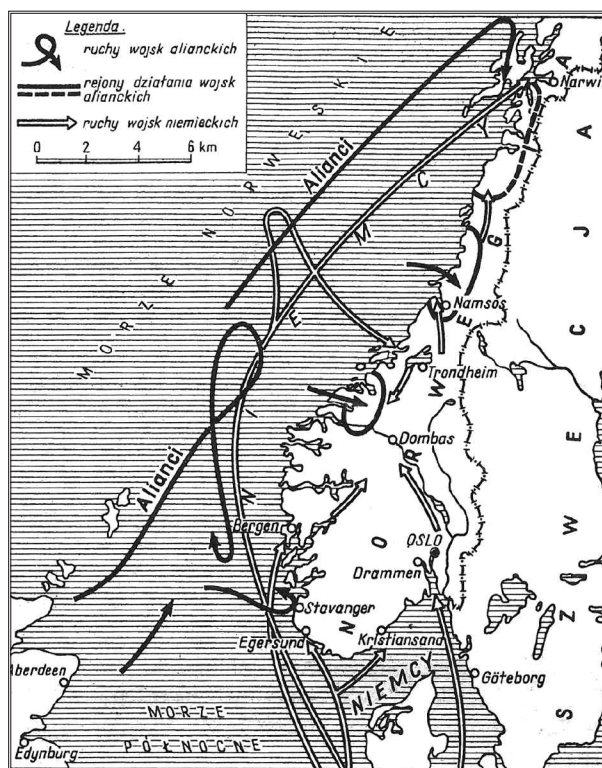 Legenda:
ruchy wojsk alianckich
rejony działania wojsk
alianckich
ruchy wojsk niemieckich
0 2 4 6 km
MORZE NORWESKIE
Alianci
Narwi
NIEMCY
NORWEGIA
SZWECJA
Namsos
Trondheim
Dombas
Alianci
Bergen
OSLO
Drammen
Stavanger
Egersund
Kristiansand
NIEMCY
Göteborg
Aberdeen
MORZE
PÓŁNOCNE
Edynburg